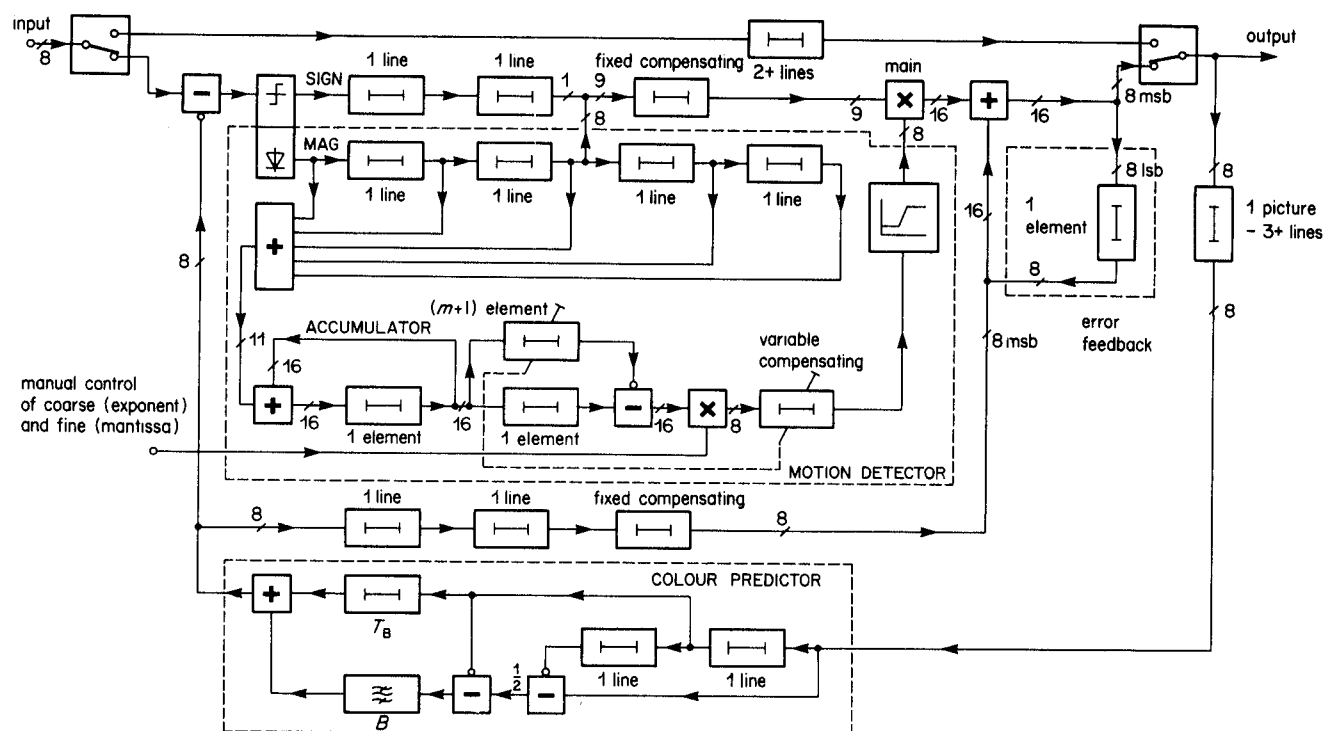 input
8
SIGN
1 line
1 line
1
9
fixed compensating
2+ lines
main
output
8
9
16
16
8 msb
8
MAG
1 line
1 line
1 line
1 line
8 lsb
1
element
8
1 picture
- 3+ lines
8
16
8
8
error
feedback
8 msb
11
ACCUMULATOR
16
(m+1) element
variable
compensating
manual control
of coarse (exponent)
and fine (mantissa)
16
1 element
16
1 element
16
8
MOTION DETECTOR
8
1 line
1 line
fixed compensating
8
COLOUR PREDICTOR
TB
1 line
1 line
1/2
B